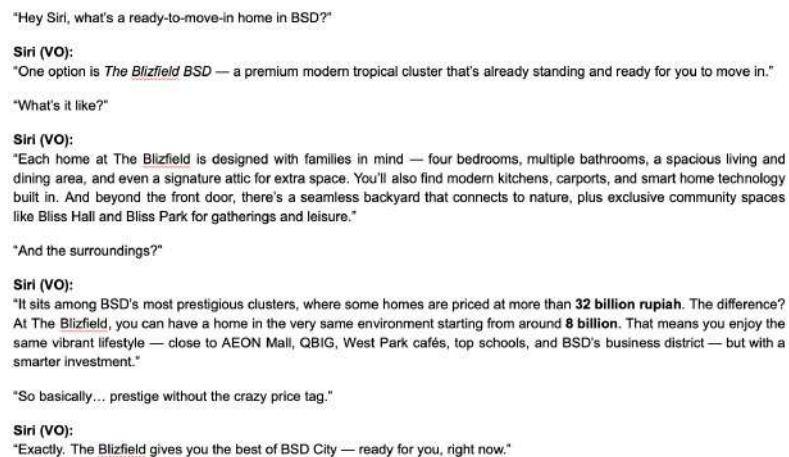 "Hey Siri, what's a ready-to-move-in home in BSD?"
Siri (VO):
"One option is The Blizfield BSD — a premium modern tropical cluster that's already standing and ready for you to move in."
"What's it like?"
Siri (VO):
"Each home at The Blizfield is designed with families in mind — four bedrooms, multiple bathrooms, a spacious living and
dining area, and even a signature attic for extra space. You'll also find modern kitchens, carports, and smart home technology
built in. And beyond the front door, there's a seamless backyard that connects to nature, plus exclusive community spaces
like Bliss Hall and Bliss Park for gatherings and leisure."
"And the surroundings?"
Siri (VO):
"It sits among BSD's most prestigious clusters, where some homes are priced at more than 32 billion rupiah. The difference?
At The Blizfield, you can have a home in the very same environment starting from around 8 billion. That means you enjoy the
same vibrant lifestyle — close to AEON Mall, QBIG, West Park cafés, top schools, and BSD's business district — but with a
smarter investment."
"So basically… prestige without the crazy price tag."
Siri (VO):
"Exactly. The Blizfield gives you the best of BSD City — ready for you, right now."